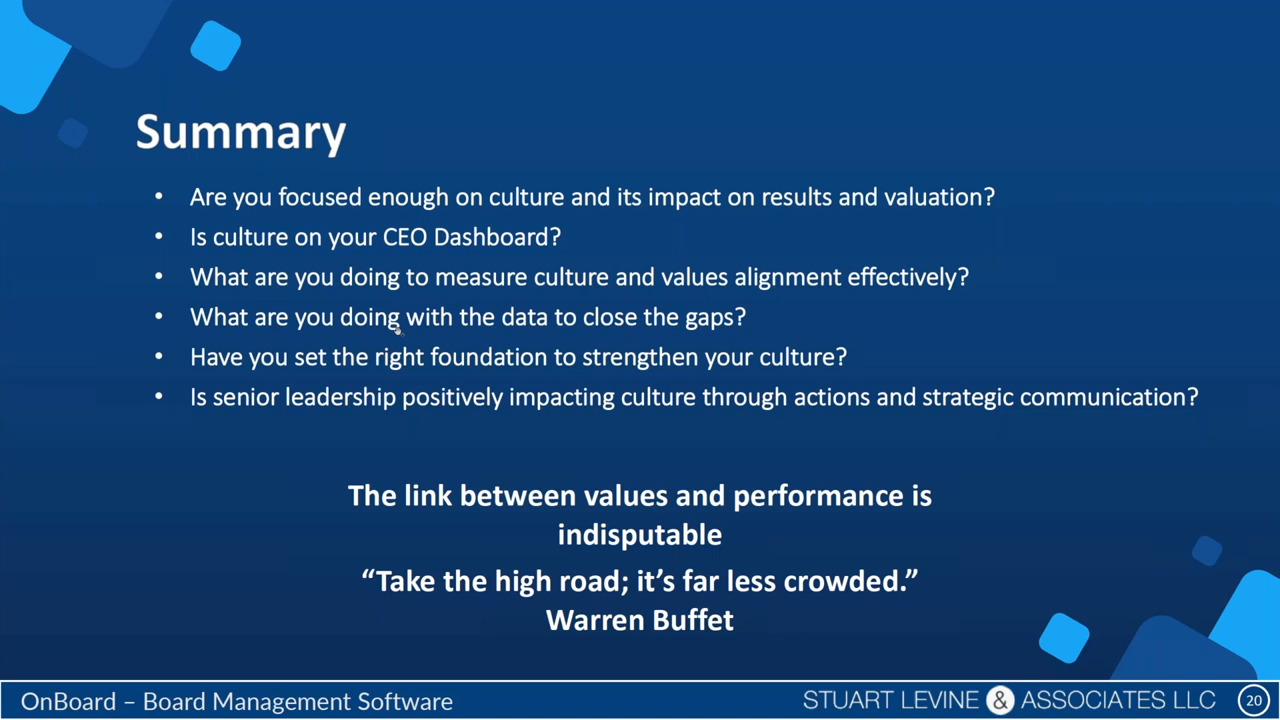 Summary
• Are you focused enough on culture and its impact on results and valuation?
• Is culture on your CEO Dashboard?
• What are you doing to measure culture and values alignment effectively?
• What are you doing with the data to close the gaps?
• Have you set the right foundation to strengthen your culture?
• Is senior leadership positively impacting culture through actions and strategic communication?
The link between values and performance is
indisputable
“Take the high road; it’s far less crowded.”
Warren Buffet
OnBoard – Board Management Software
STUART LEVINE & ASSOCIATES LLC
20